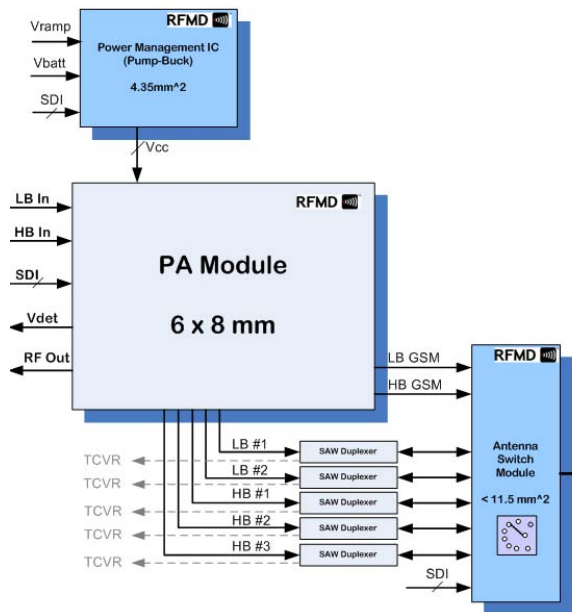 RFMD
Vramp
Power Management IC
(Pump-Buck)
Vbatt
4.35mm^2
SDI
Vcc
RFMD
LB In
HB In
PA Module
SDI
6 x 8 mm
Vdet
RF Out
LB GSM
RFMD
HB GSM
LB #1
SAW Duplexer
TCVR
LB #2
SAW Duplexer
TCVR
HB #1
SAW Duplexer
TCVR
HB #2
SAW Duplexer
TCVR
HB #3
SAW Duplexer
TCVR
Antenna
Switch
Module
< 11.5 mm^2
SDI